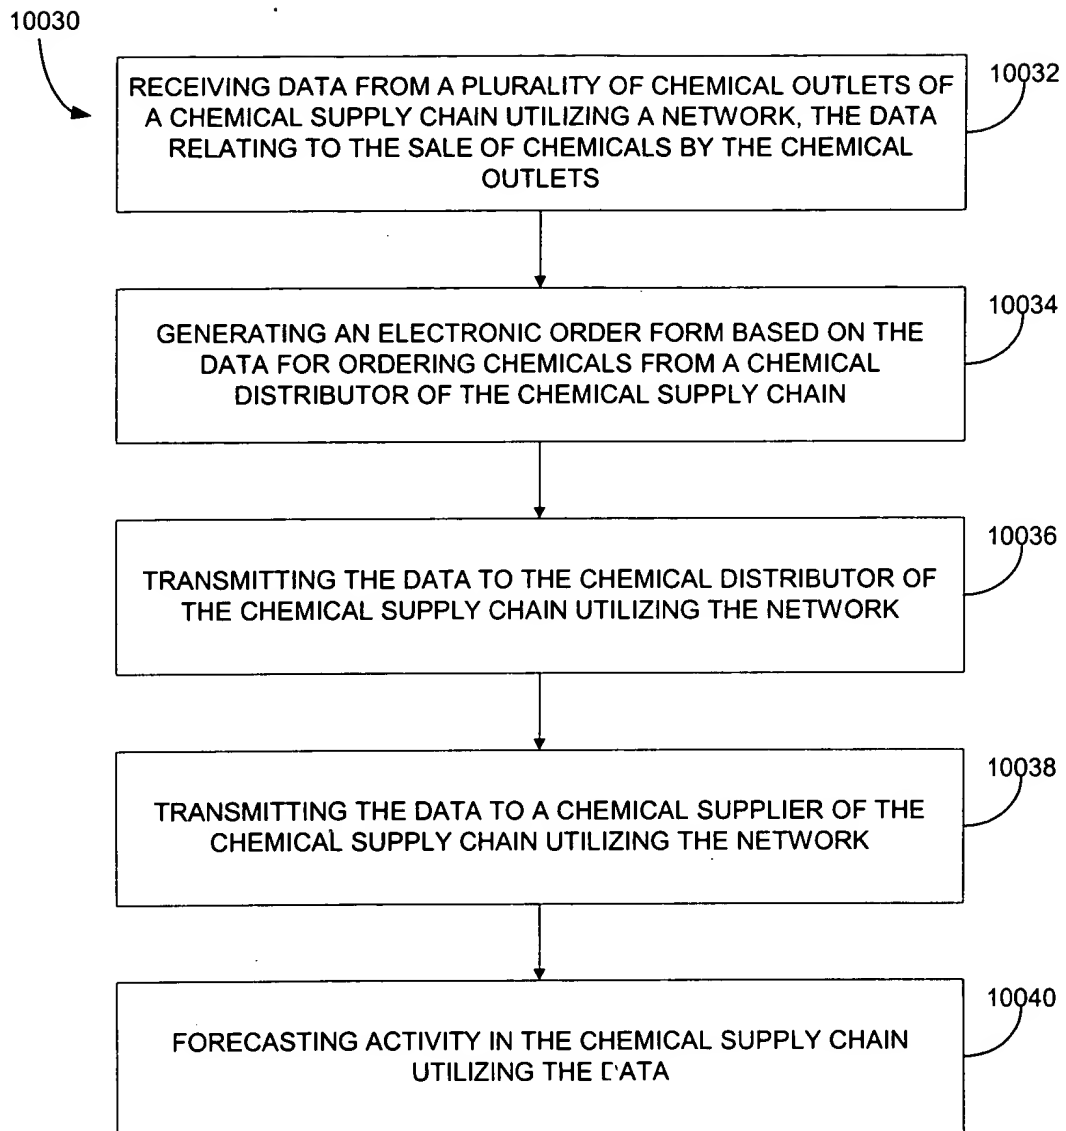 10030
RECEIVING DATA FROM A PLURALITY OF CHEMICAL OUTLETS OF
A CHEMICAL SUPPLY CHAIN UTILIZING A NETWORK, THE DATA
RELATING TO THE SALE OF CHEMICALS BY THE CHEMICAL
OUTLETS
10032
GENERATING AN ELECTRONIC ORDER FORM BASED ON THE
DATA FOR ORDERING CHEMICALS FROM A CHEMICAL
DISTRIBUTOR OF THE CHEMICAL SUPPLY CHAIN
10034
TRANSMITTING THE DATA TO THE CHEMICAL DISTRIBUTOR OF
THE CHEMICAL SUPPLY CHAIN UTILIZING THE NETWORK
10036
TRANSMITTING THE DATA TO A CHEMICAL SUPPLIER OF THE
CHEMICAL SUPPLY CHAIN UTILIZING THE NETWORK
10038
FORECASTING ACTIVITY IN THE CHEMICAL SUPPLY CHAIN
UTILIZING THE DATA
10040